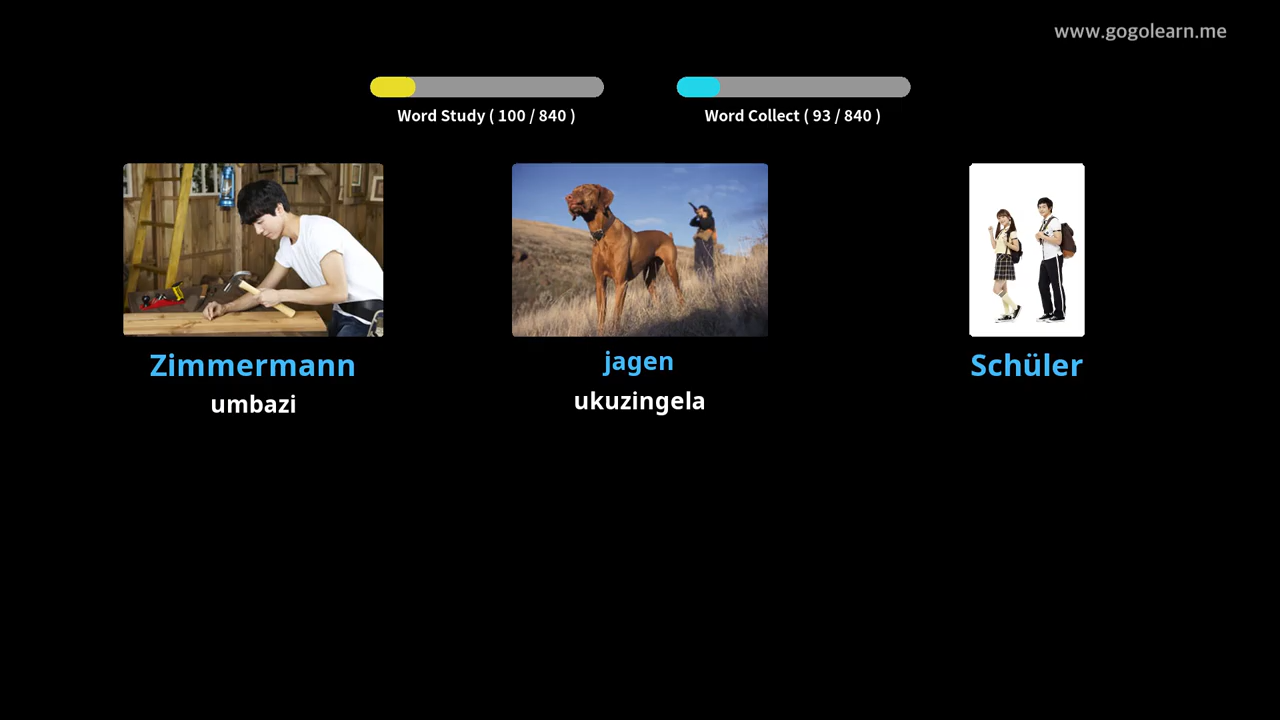 www.gogolearn.me
Word Study ( 100 / 840 )
Word Collect ( 93 / 840 )
Zimmermann
umbazi
jagen
ukuzingela
Schüler